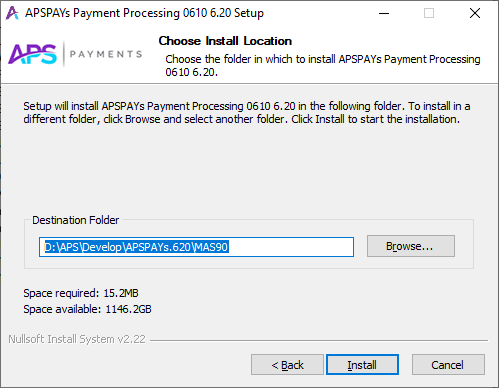 APSPAYs Payment Processing 0610 6.20 Setup
APS PAYMENTS
Choose Install Location
Choose the folder in which to install APSPAYs Payment Processing
0610 6.20.
Setup will install APSPAYs Payment Processing 0610 6.20 in the following folder. To install in a
different folder, click Browse and select another folder. Click Install to start the installation.
Destination Folder
D:\APS\Develop\APSPAYs.620\MAS90
Browse...
Space required: 15.2MB
Space available: 1146.2GB
Nullsoft Install System v2.22
< Back Install Cancel